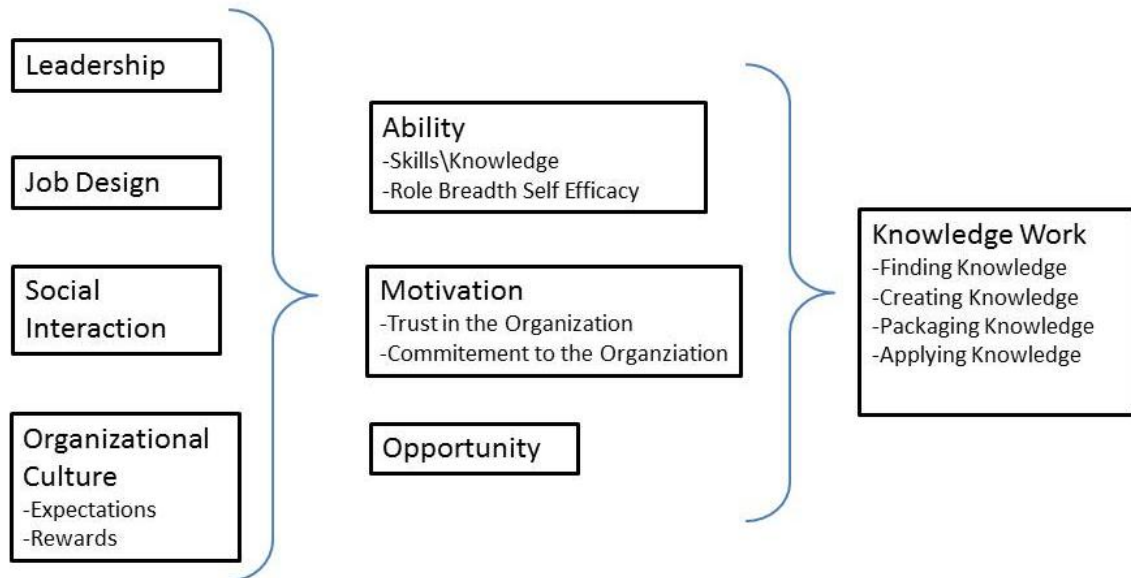 Leadership
Job Design
Social
Interaction
Organizational
Culture
-Expectations
-Rewards
Ability
-Skills\Knowledge
-Role Breadth Self Efficacy
Motivation
-Trust in the Organization
-Commitement to the Organziation
Opportunity
Knowledge Work
-Finding Knowledge
-Creating Knowledge
-Packaging Knowledge
-Applying Knowledge